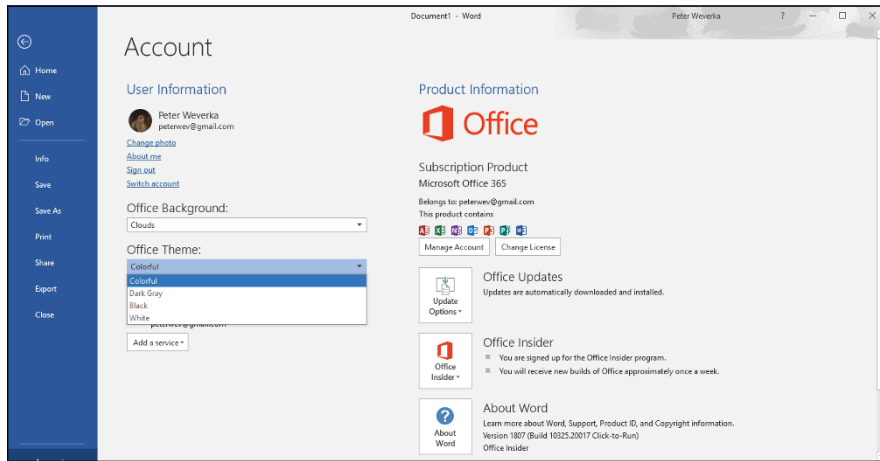 Document1 - Word
Peter Weverka
?
Account
Home
New
Open
Info
Save
Save As
Print
Share
Export
Close
User Information
Peter Weverka
peterwev@gmail.com
Change photo
About me
Sign out
Switch account
Office Background:
Clouds
Office Theme:
Colorful
Colorful
Dark Gray
Black
White
Add a service
Product Information
Office
Subscription Product
Microsoft Office 365
Belongs to: peterwev@gmail.com
This product contains
Manage Account
Change License
Update
Options
Office Updates
Updates are automatically downloaded and installed.
Office
Insider
Office Insider
You are signed up for the Office Insider program.
You will receive new builds of Office approximately once a week.
?
About
Word
About Word
Learn more about Word, Support, Product ID, and Copyright information.
Version 1807 (Build 10325.20017 Click-to-Run)
Office Insider